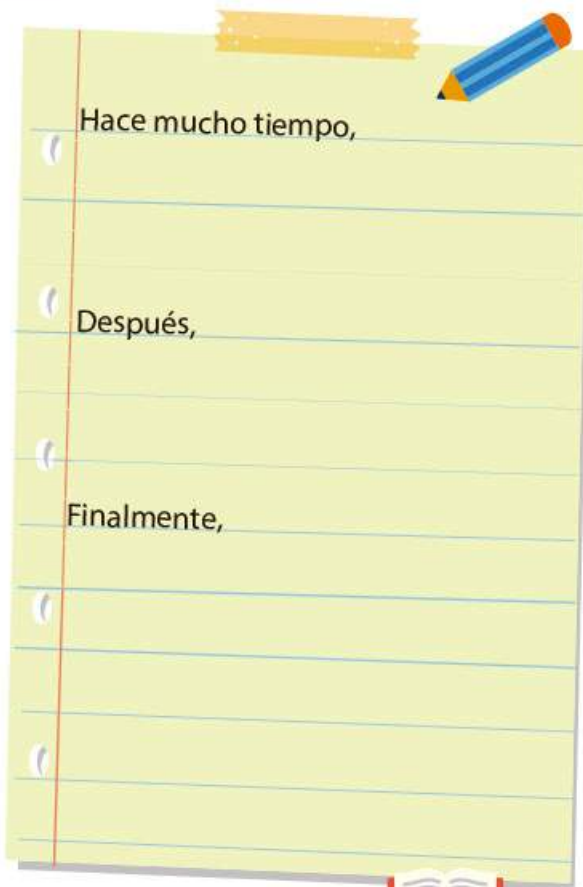 Hace mucho tiempo,
Después,
Finalmente,